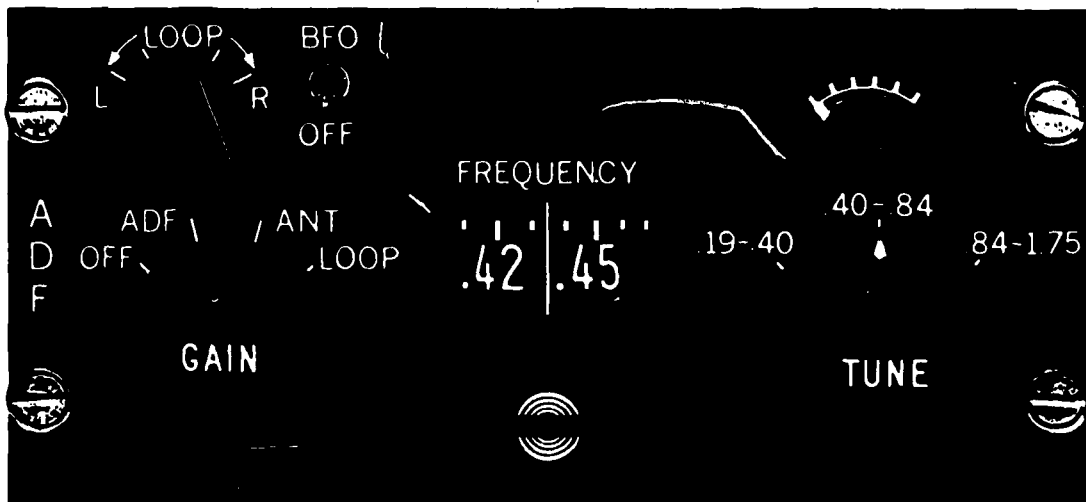 LOOP
BFO
L
R
OFF
FREQUENCY
ADF
ADF
ANT
OFF
LOOP
.42
.45
.19-.40
.40-.84
.84-1.75
GAIN
TUNE